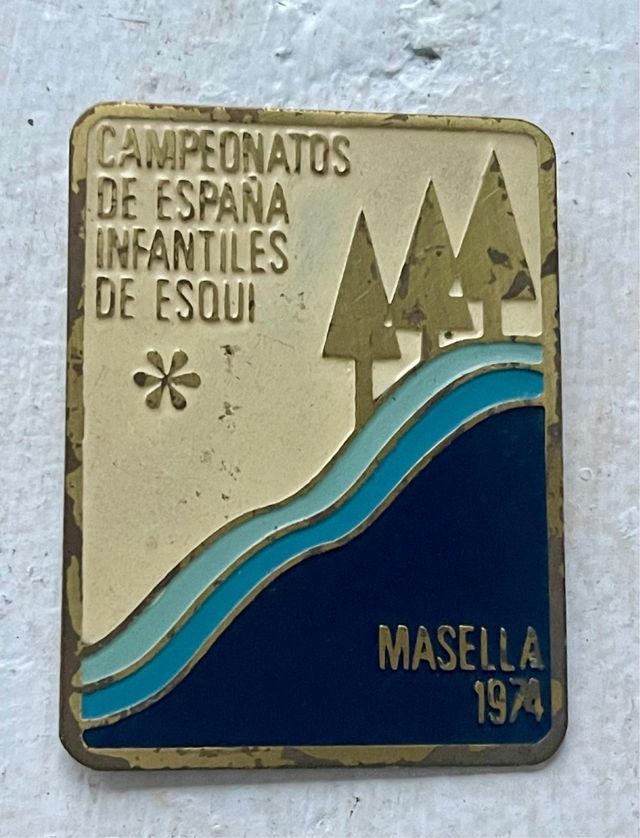 CAMPEONATOS
DE ESPAÑA
INFANTILES
DE ESQUI
MASELLA
1974